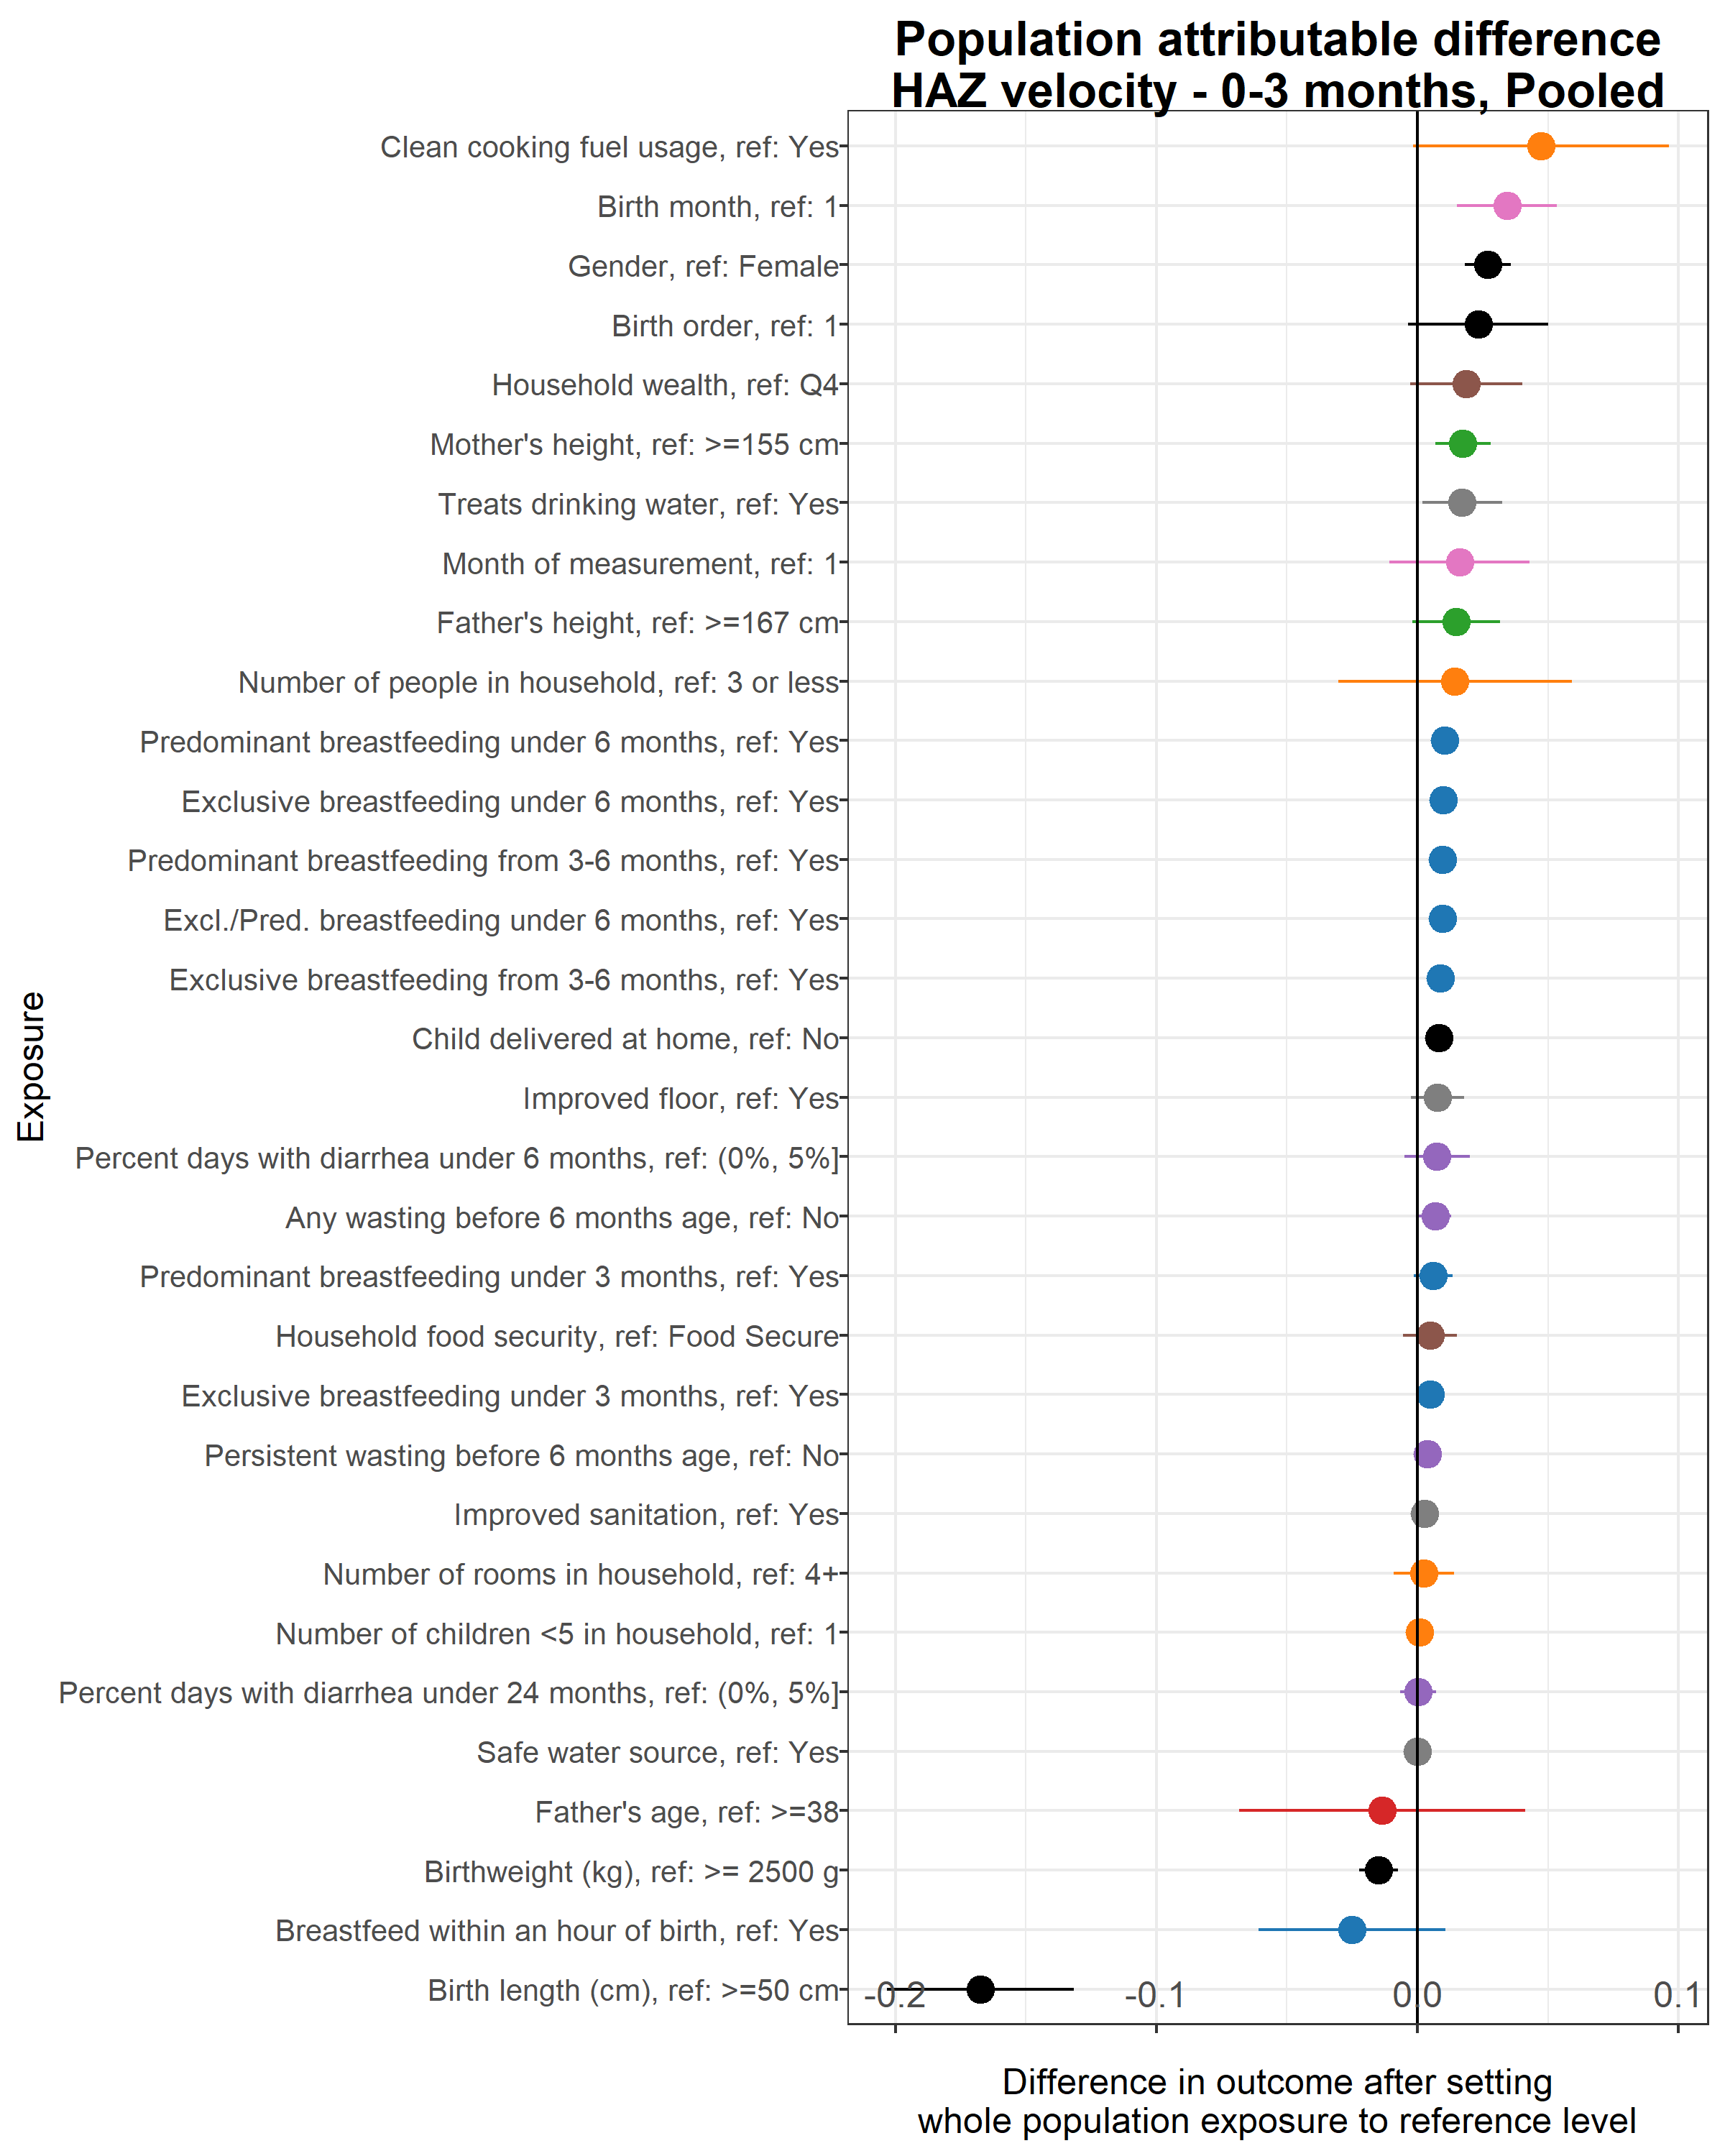 Population attributable difference
HAZ velocity - 0-3 months, Pooled
Clean cooking fuel usage, ref: Yes
Birth month, ref: 1
Gender, ref: Female
Birth order, ref: 1
Household wealth, ref: Q4
Mother's height, ref: >=155 cm
Treats drinking water, ref: Yes
Month of measurement, ref: 1
Father's height, ref: >=167 cm
Number of people in household, ref: 3 or less
Predominant breastfeeding under 6 months, ref: Yes
Exclusive breastfeeding under 6 months, ref: Yes
Predominant breastfeeding from 3-6 months, ref: Yes
Excl./Pred. breastfeeding under 6 months, ref: Yes
Exclusive breastfeeding from 3-6 months, ref: Yes
Child delivered at home, ref: No
Improved floor, ref: Yes
Percent days with diarrhea under 6 months, ref: (0%, 5%]
Any wasting before 6 months age, ref: No
Predominant breastfeeding under 3 months, ref: Yes
Household food security, ref: Food Secure
Exclusive breastfeeding under 3 months, ref: Yes
Persistent wasting before 6 months age, ref: No
Improved sanitation, ref: Yes
Number of rooms in household, ref: 4+
Number of children <5 in household, ref: 1
Percent days with diarrhea under 24 months, ref: (0%, 5%]
Safe water source, ref: Yes
Father's age, ref: >=38
Birthweight (kg), ref: >= 2500 g
Breastfeed within an hour of birth, ref: Yes
Birth length (cm), ref: >=50 cm
Exposure
-0.2 -0.1 0.0 0.1
Difference in outcome after setting
whole population exposure to reference level